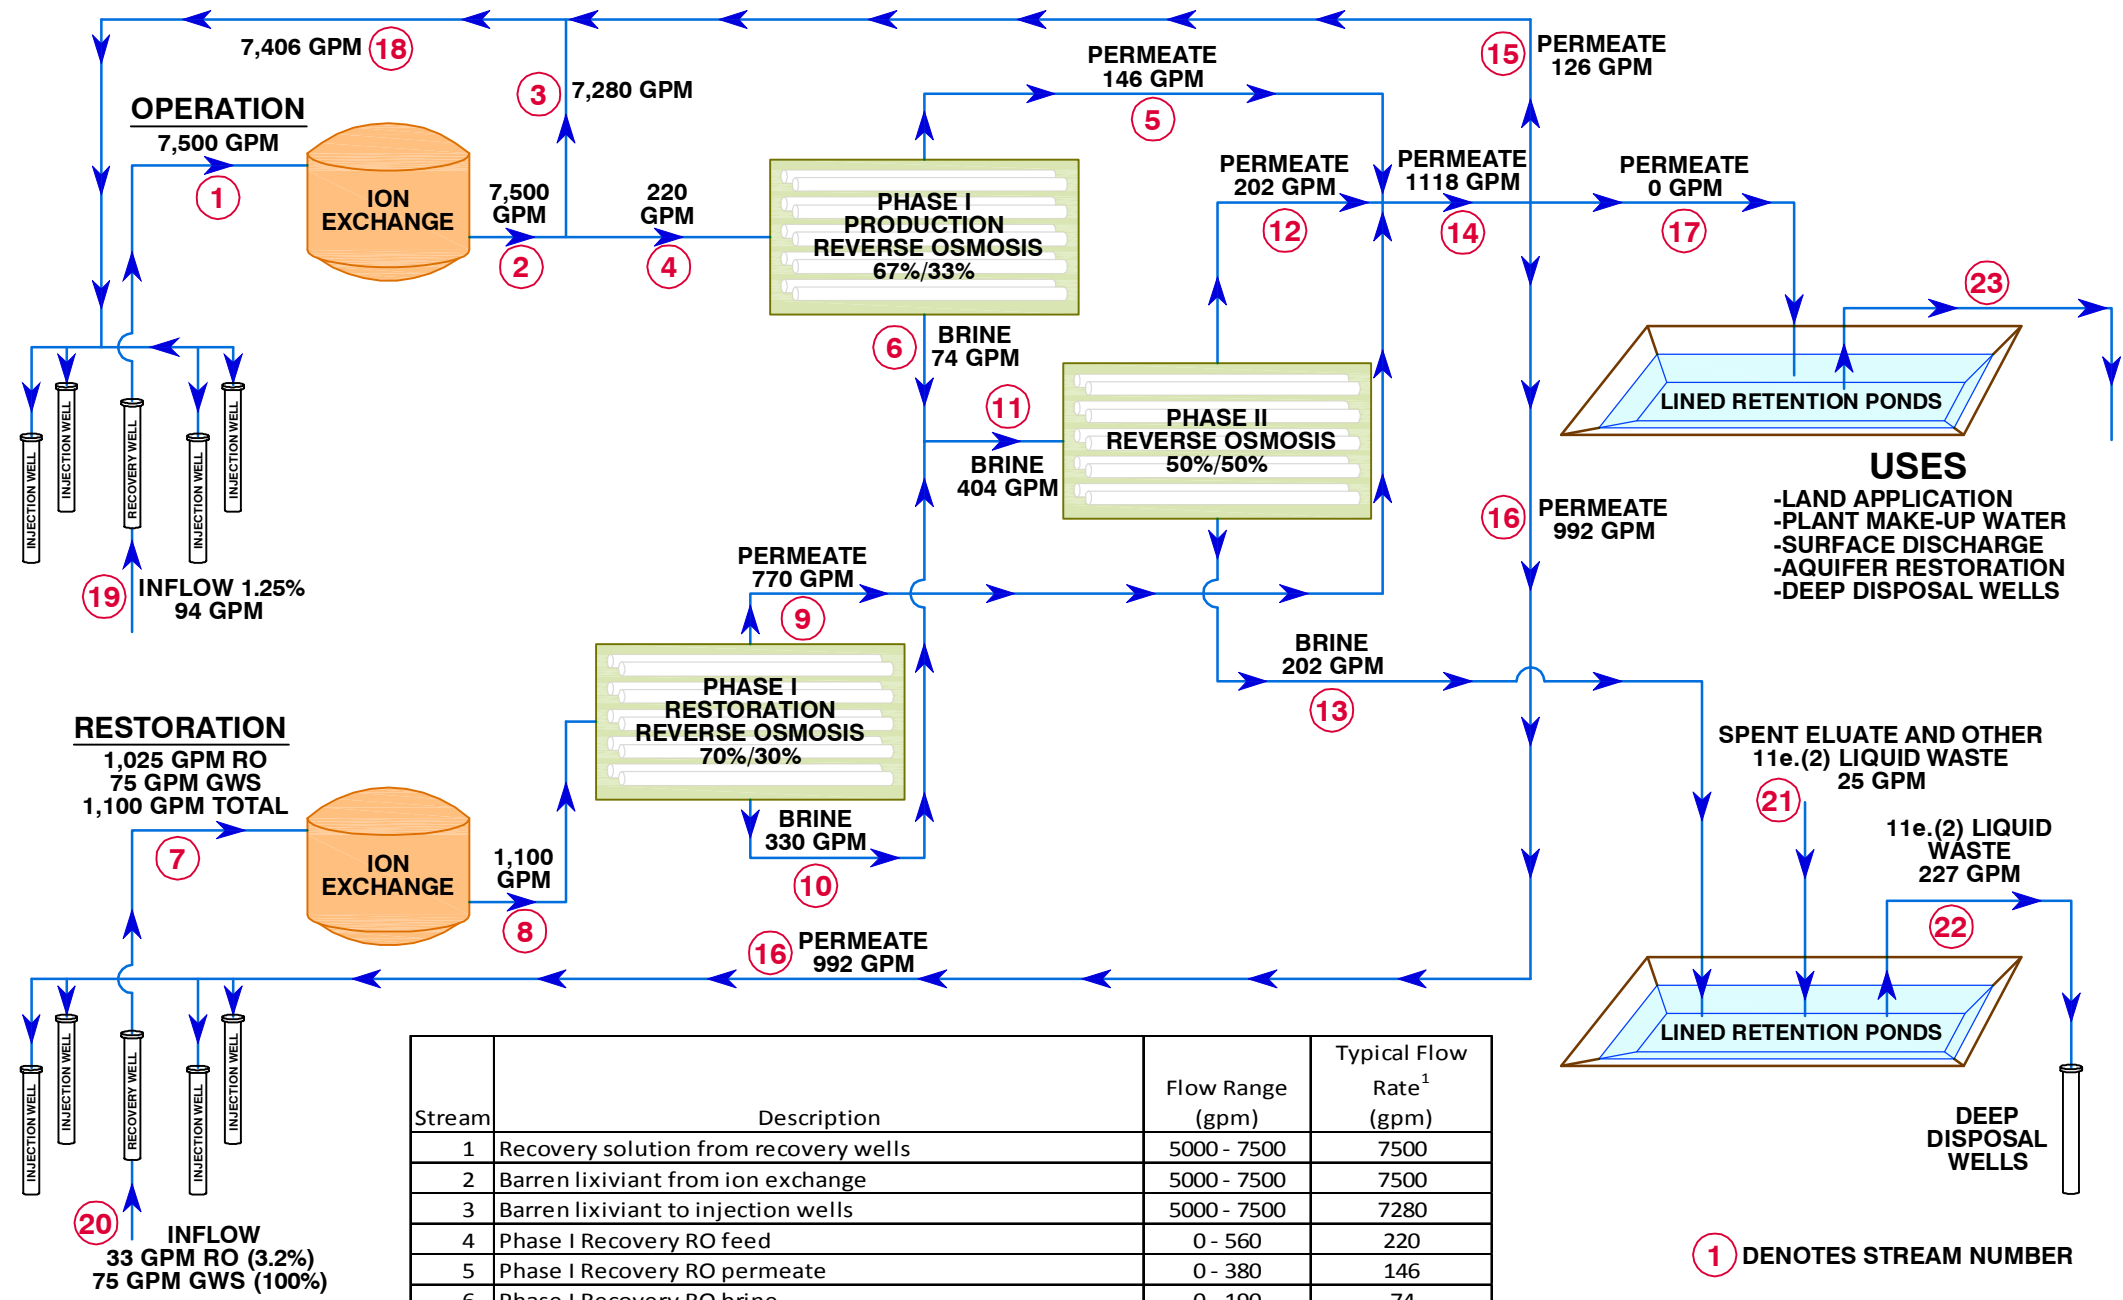 7,406 GPM 18
OPERATION
7,500 GPM
1
ION
EXCHANGE
7,500
GPM
2
3 7,280 GPM
220
GPM
4
PHASE I
PRODUCTION
REVERSE OSMOSIS
67%/33%
PERMEATE
146 GPM
5
6
BRINE
74 GPM
11
BRINE
404 GPM
PERMEATE
202 GPM
12
PERMEATE
1118 GPM
14
15
PERMEATE
126 GPM
PERMEATE
0 GPM
17
23
LINED RETENTION PONDS
USES
-LAND APPLICATION
-PLANT MAKE-UP WATER
-SURFACE DISCHARGE
-AQUIFER RESTORATION
-DEEP DISPOSAL WELLS
PHASE II
REVERSE OSMOSIS
50%/50%
16
PERMEATE
992 GPM
INJECTION WELL
INJECTION WELL
RECOVERY WELL
INJECTION WELL
INJECTION WELL
19
INFLOW 1.25%
94 GPM
PERMEATE
770 GPM
9
BRINE
202 GPM
13
PHASE I
RESTORATION
REVERSE OSMOSIS
70%/30%
RESTORATION
1,025 GPM RO
75 GPM GWS
1,100 GPM TOTAL
7
ION
EXCHANGE
1,100
GPM
8
BRINE
330 GPM
10
SPENT ELUATE AND OTHER
11e.(2) LIQUID WASTE
25 GPM
21
11e.(2) LIQUID
WASTE
227 GPM
22
LINED RETENTION PONDS
DEEP
DISPOSAL
WELLS
16
PERMEATE
992 GPM
INJECTION WELL
INJECTION WELL
RECOVERY WELL
INJECTION WELL
INJECTION WELL
20
INFLOW
33 GPM RO (3.2%)
75 GPM GWS (100%)
Stream Description Flow Range (gpm) Typical Flow Rate1 (gpm)
1 Recovery solution from recovery wells 5000 - 7500 7500
2 Barren lixiviant from ion exchange 5000 - 7500 7500
3 Barren lixiviant to injection wells 5000 - 7500 7280
4 Phase I Recovery RO feed 0 - 560 220
5 Phase I Recovery RO permeate 0 - 380 146
6 Phase I Recovery RO brine 0 - 190 74
1 DENOTES STREAM NUMBER